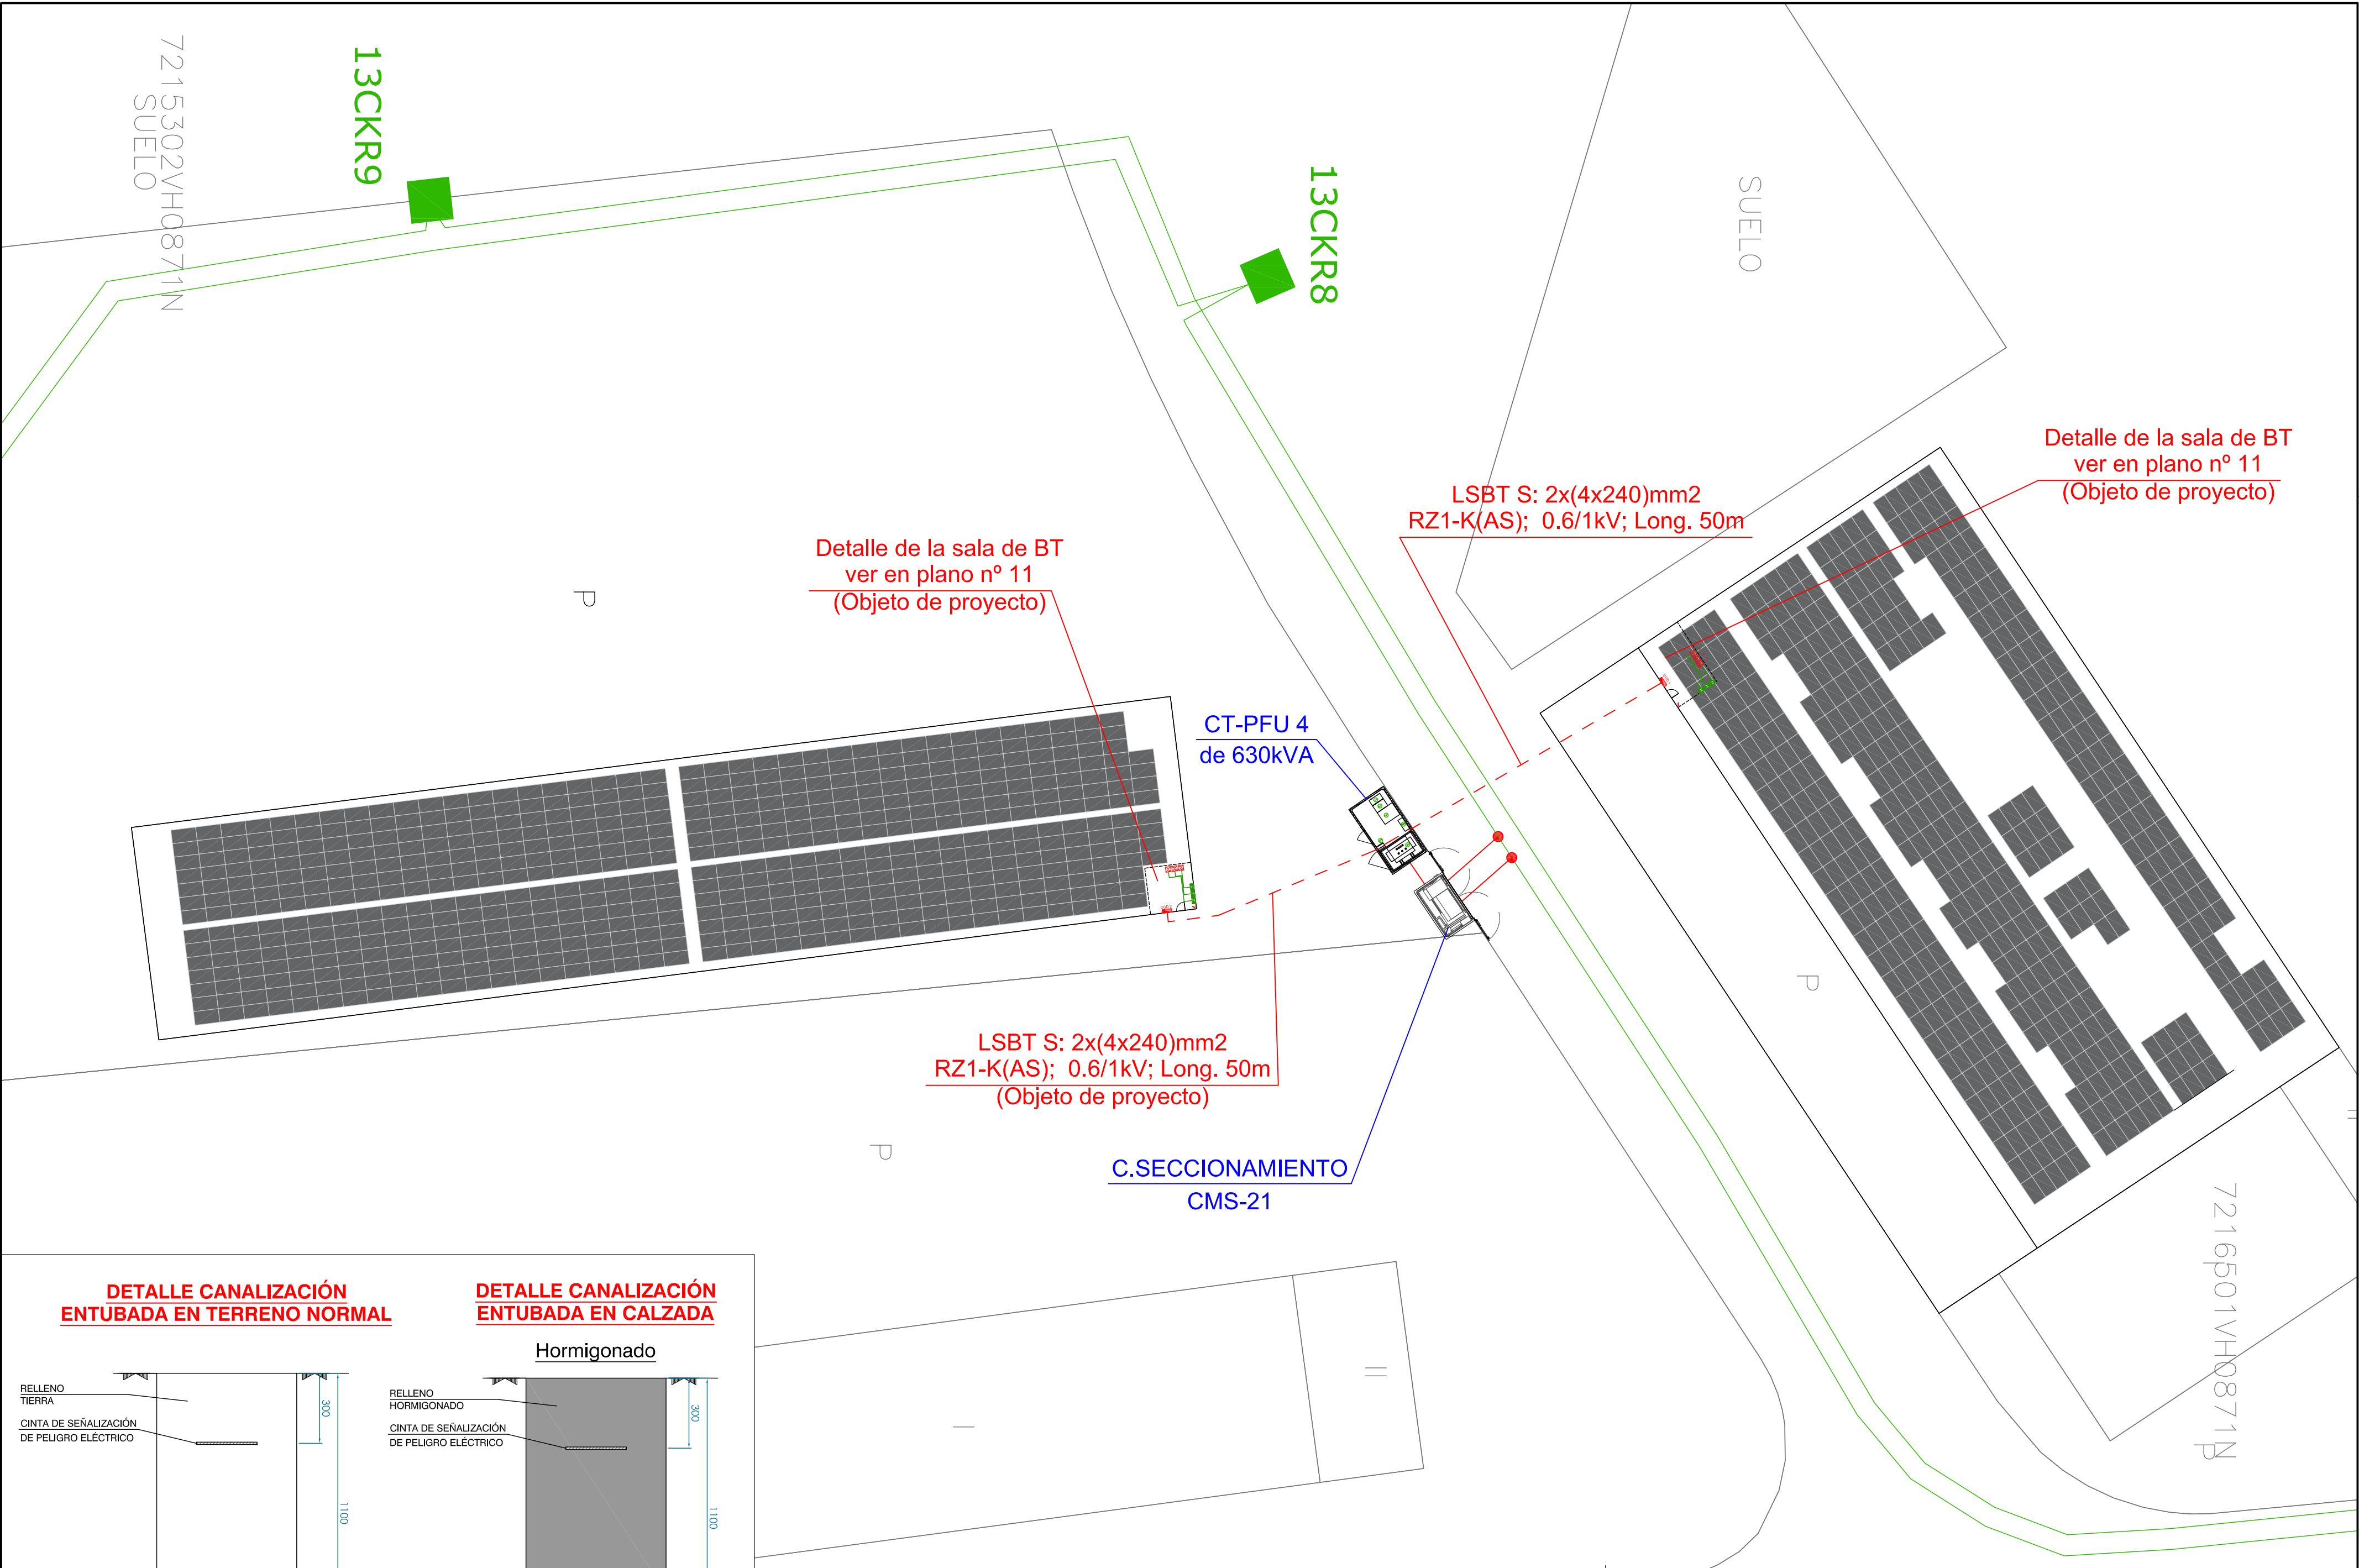 7215302VH0871N
SUELO
13CKR9
13CKR8
SUELO
Detalle de la sala de BT
ver en plano nº 11
(Objeto de proyecto)
LSBT S: 2x(4x240)mm2
RZ1-K(AS); 0.6/1kV; Long. 50m
Detalle de la sala de BT
ver en plano nº 11
(Objeto de proyecto)
P
CT-PFU 4
de 630kVA
P
LSBT S: 2x(4x240)mm2
RZ1-K(AS); 0.6/1kV; Long. 50m
(Objeto de proyecto)
P
C.SECCIONAMIENTO
CMS-21
7216501VH0871N
P
P
II
II
I
DETALLE CANALIZACIÓN
ENTUBADA EN TERRENO NORMAL
RELLENO
TIERRA
CINTA DE SEÑALIZACIÓN
DE PELIGRO ELÉCTRICO
300
1100
DETALLE CANALIZACIÓN
ENTUBADA EN CALZADA
Hormigonado
RELLENO
HORMIGONADO
CINTA DE SEÑALIZACIÓN
DE PELIGRO ELÉCTRICO
300
1100